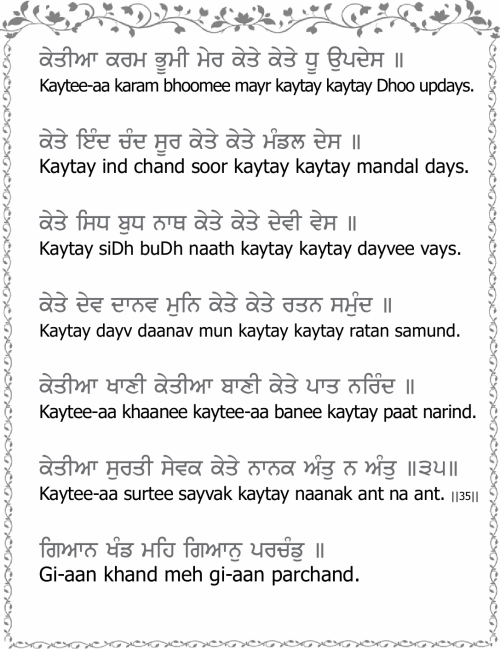 ਕੇਤੀਆ ਕਰਮ ਭੂਮੀ ਮੇਰ ਕੇਤੇ ਕੇਤੇ ਧੂ ਉਪਦੇਸ ॥
Kaytee-aa karam bhoomee mayr kaytay kaytay Dhoo updays.
ਕੇਤੇ ਇੰਦ ਚੰਦ ਸੂਰ ਕੇਤੇ ਕੇਤੇ ਮੰਡਲ ਦੇਸ ॥
Kaytay ind chand soor kaytay kaytay mandal days.
ਕੇਤੇ ਸਿਧ ਬੁਧ ਨਾਥ ਕੇਤੇ ਕੇਤੇ ਦੇਵੀ ਵੇਸ ॥
Kaytay siDh buDh naath kaytay kaytay dayvee vays.
ਕੇਤੇ ਦੇਵ ਦਾਨਵ ਮੁਨਿ ਕੇਤੇ ਕੇਤੇ ਰਤਨ ਸਮੁੰਦ ॥
Kaytay dayv daanav mun kaytay kaytay ratan samund.
ਕੇਤੀਆ ਖਾਣੀ ਕੇਤੀਆ ਬਾਣੀ ਕੇਤੇ ਪਾਤ ਨਰਿੰਦ ॥
Kaytee-aa khaanee kaytee-aa banee kaytay paat narind.
ਕੇਤੀਆ ਸੁਰਤੀ ਸੇਵਕ ਕੇਤੇ ਨਾਨਕ ਅੰਤੁ ਨ ਅੰਤੁ ॥੩੫॥
Kaytee-aa surtee sayvak kaytay naanak ant na ant. ||35||
ਗਿਆਨ ਖੰਡ ਮਹਿ ਗਿਆਨੁ ਪਰਚੰਡੁ ॥
Gi-aan khand meh gi-aan parchand.